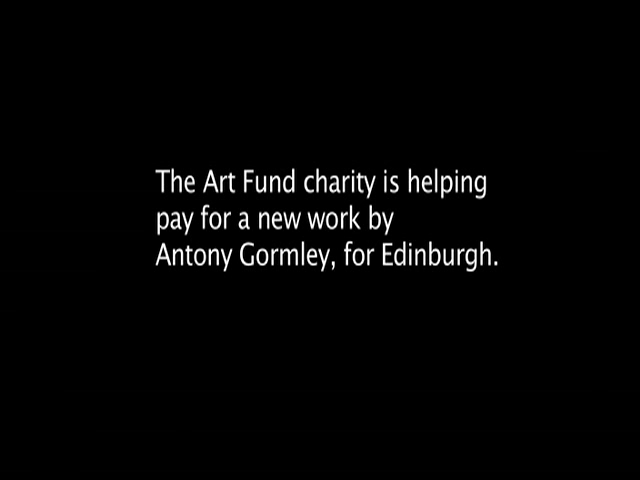 The Art Fund charity is helping
pay for a new work by
Antony Gormley, for Edinburgh.